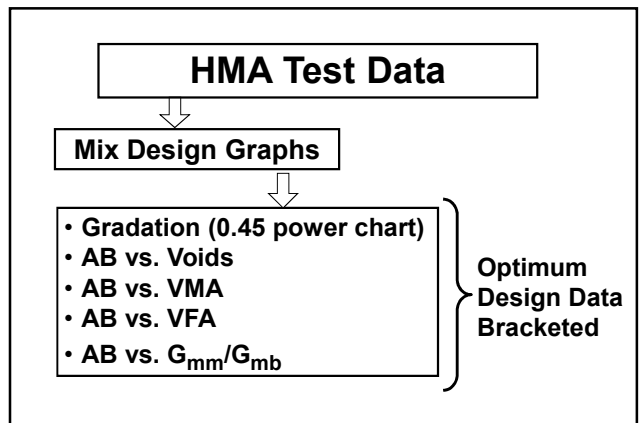 HMA Test Data
Mix Design Graphs
• Gradation (0.45 power chart)
• AB vs. Voids
• AB vs. VMA
• AB vs. VFA
• AB vs. Gmm/Gmb
Optimum
Design Data
Bracketed